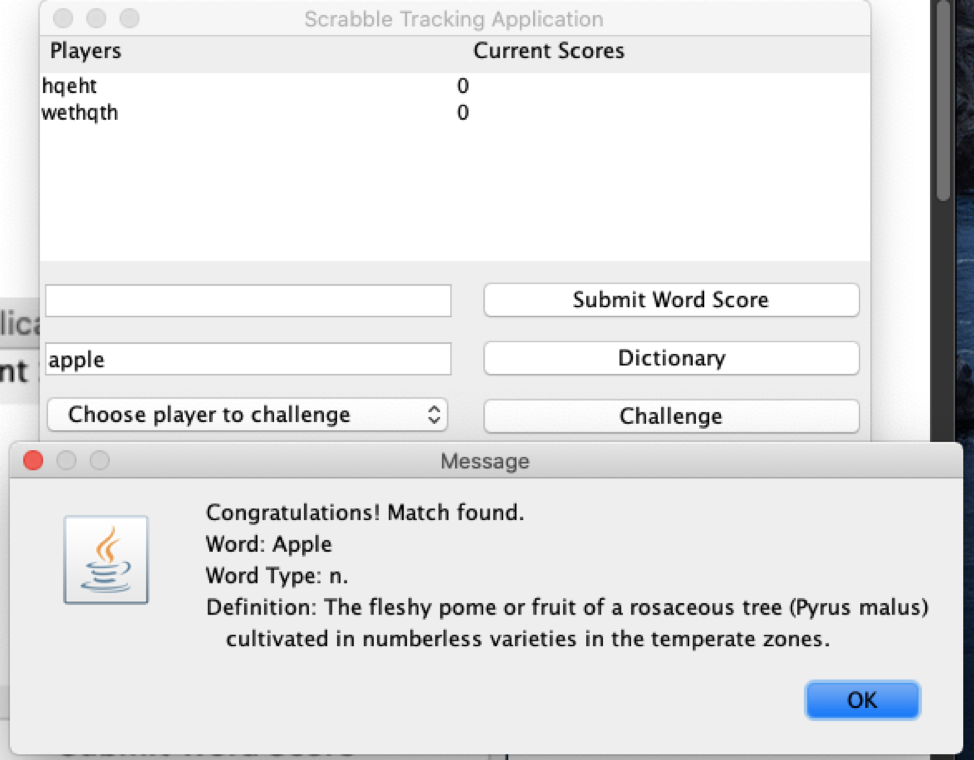 Scrabble Tracking Application
Players Current Scores
hqeht 0
wethqth 0
Submit Word Score
apple Dictionary
Choose player to challenge Challenge
Message
Congratulations! Match found.
Word: Apple
Word Type: n.
Definition: The fleshy pome or fruit of a rosaceous tree (Pyrus malus)
cultivated in numberless varieties in the temperate zones.
OK